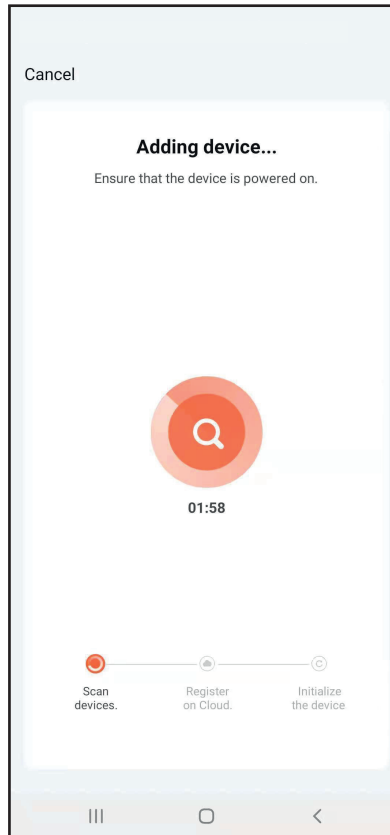 Cancel
Adding device...
Ensure that the device is powered on.
01:58
Scan
devices.
Register
on Cloud.
Initialize
the device